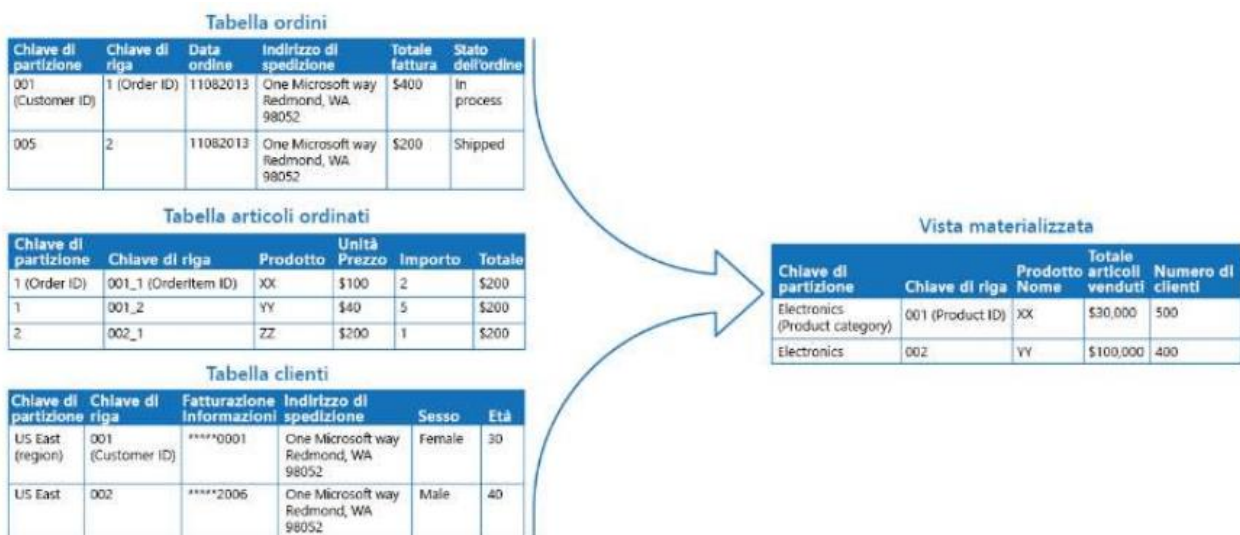 Tabella ordini
Chiave di partizione Chiave di riga Data ordine Indirizzo di spedizione Totale fattura Stato dell'ordine
001 (Customer ID) 1 (Order ID) 11082013 One Microsoft way Redmond, WA 98052 $400 In process
005 2 11082013 One Microsoft way Redmond, WA 98052 $200 Shipped
Tabella articoli ordinati
Chiave di partizione Chiave di riga Prodotto Unità Prezzo Importo Totale
1 (Order ID) 001_1 (OrderItem ID) XX $100 2 $200
1 001_2 YY $40 5 $200
2 002_1 ZZ $200 1 $200
Tabella clienti
Chiave di partizione Chiave di riga Fatturazione Informazioni Indirizzo di spedizione Sesso Età
US East (region) 001 (Customer ID) *****0001 One Microsoft way Redmond, WA 98052 Female 30
US East 002 *****2006 One Microsoft way Redmond, WA 98052 Male 40
Vista materializzata
Chiave di partizione Chiave di riga Prodotto Nome Totale articoli venduti Numero di clienti
Electronics (Product category) 001 (Product ID) XX $30,000 500
Electronics 002 YY $100,000 400